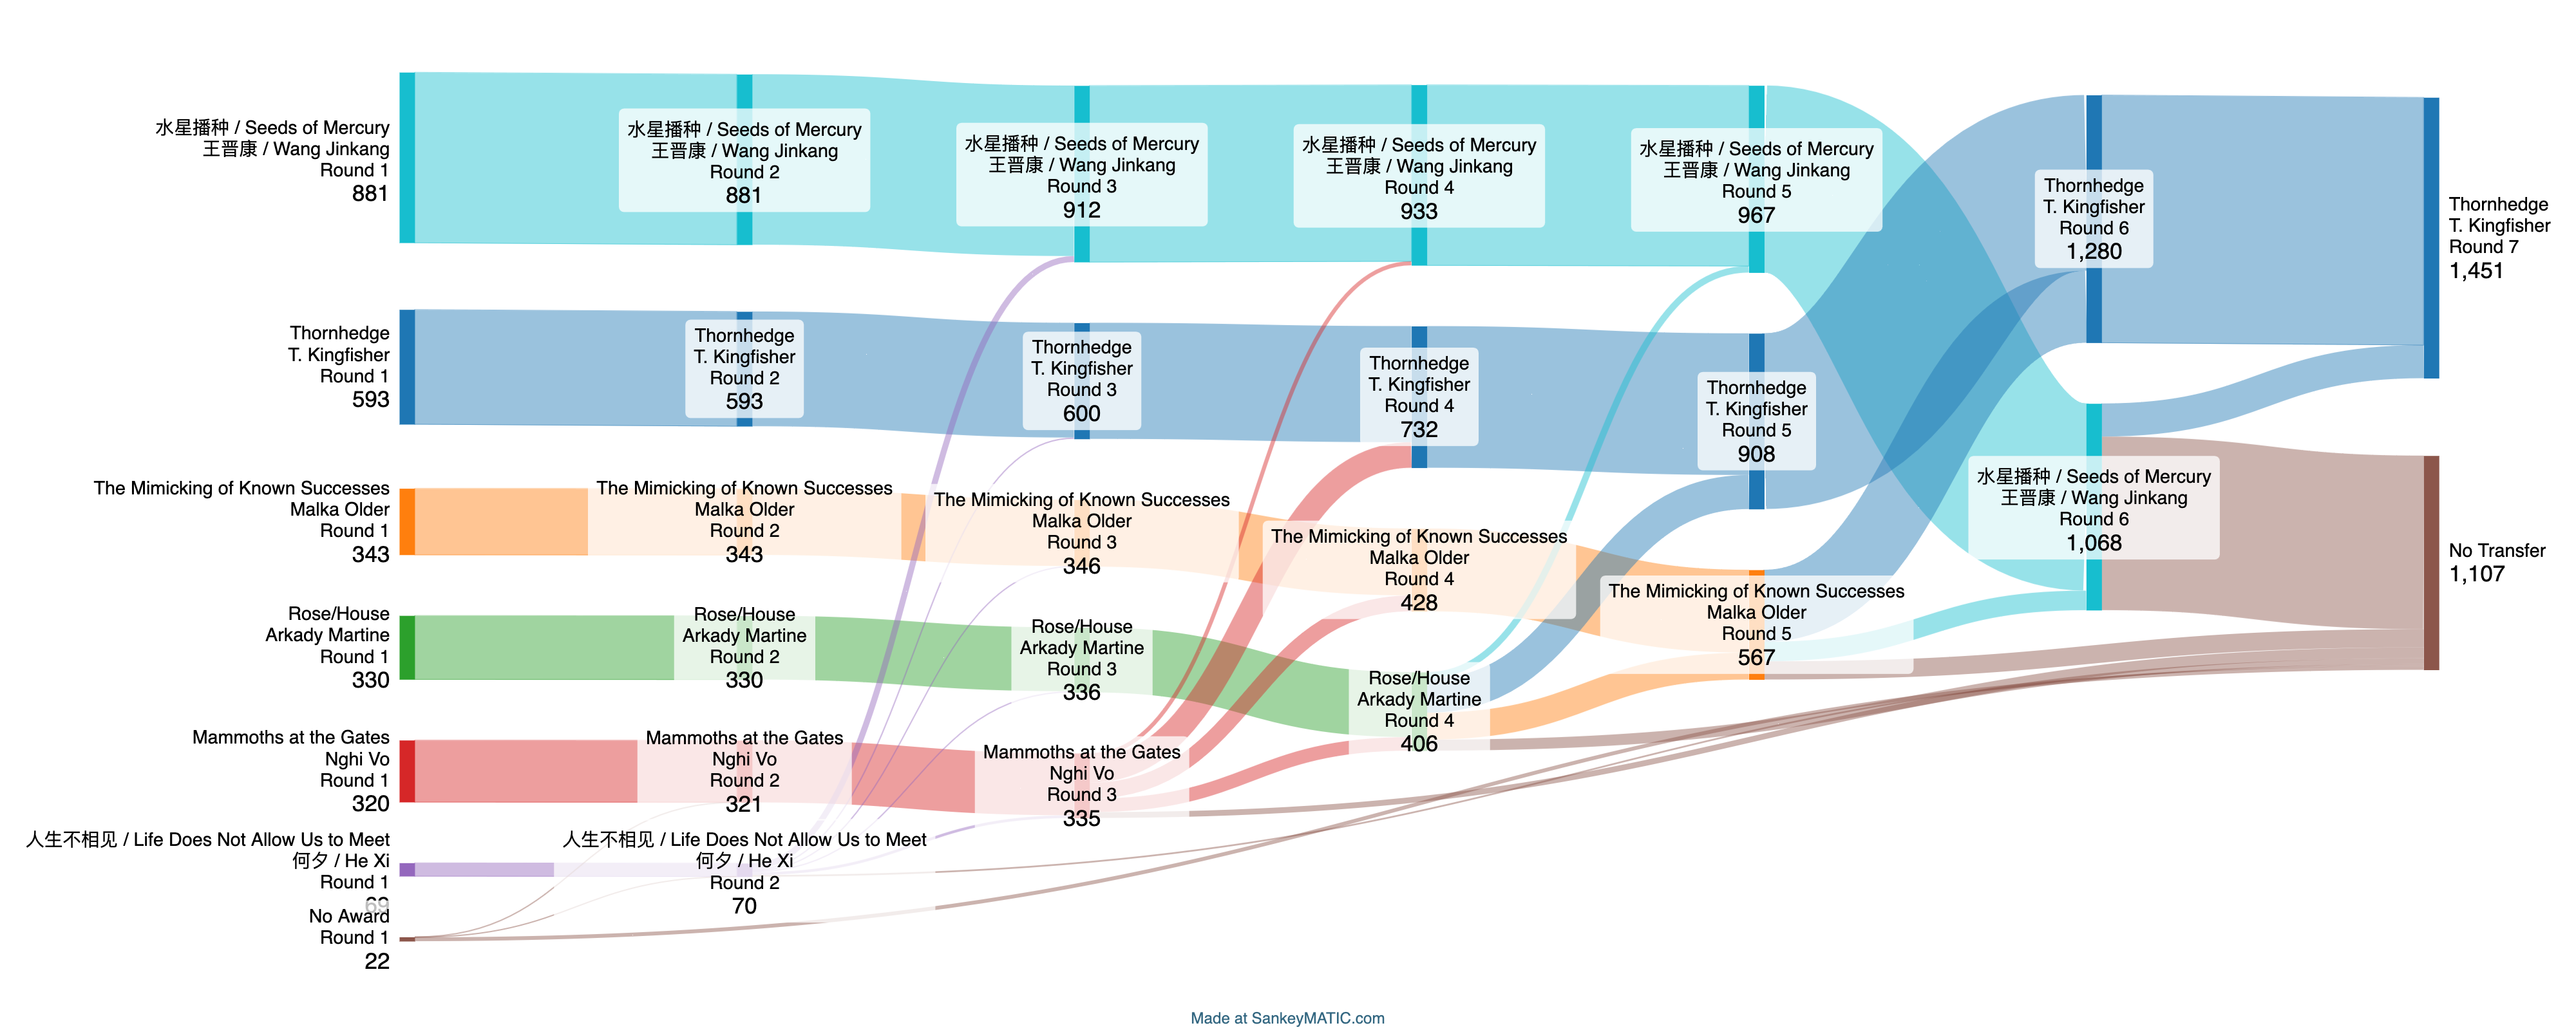 水星播种 / Seeds of Mercury
王晋康 / Wang Jinkang
Round 1
881
水星播种 / Seeds of Mercury
王晋康 / Wang Jinkang
Round 2
881
水星播种 / Seeds of Mercury
王晋康 / Wang Jinkang
Round 3
912
水星播种 / Seeds of Mercury
王晋康 / Wang Jinkang
Round 4
933
水星播种 / Seeds of Mercury
王晋康 / Wang Jinkang
Round 5
967
Thornhedge
T. Kingfisher
Round 6
1,280
Thornhedge
T. Kingfisher
Round 7
1,451
Thornhedge
T. Kingfisher
Round 1
593
Thornhedge
T. Kingfisher
Round 2
593
Thornhedge
T. Kingfisher
Round 3
600
Thornhedge
T. Kingfisher
Round 4
732
Thornhedge
T. Kingfisher
Round 5
908
水星播种 / Seeds of Mercury
王晋康 / Wang Jinkang
Round 6
1,068
No Transfer
1,107
The Mimicking of Known Successes
Malka Older
Round 1
343
The Mimicking of Known Successes
Malka Older
Round 2
343
The Mimicking of Known Successes
Malka Older
Round 3
346
The Mimicking of Known Successes
Malka Older
Round 4
428
The Mimicking of Known Successes
Malka Older
Round 5
567
Rose/House
Arkady Martine
Round 1
330
Rose/House
Arkady Martine
Round 2
330
Rose/House
Arkady Martine
Round 3
336
Rose/House
Arkady Martine
Round 4
406
Mammoths at the Gates
Nghi Vo
Round 1
320
Mammoths at the Gates
Nghi Vo
Round 2
321
Mammoths at the Gates
Nghi Vo
Round 3
335
人生不相见 / Life Does Not Allow Us to Meet
何夕 / He Xi
Round 1
69
人生不相见 / Life Does Not Allow Us to Meet
何夕 / He Xi
Round 2
70
No Award
Round 1
22
Made at SankeyMATIC.com